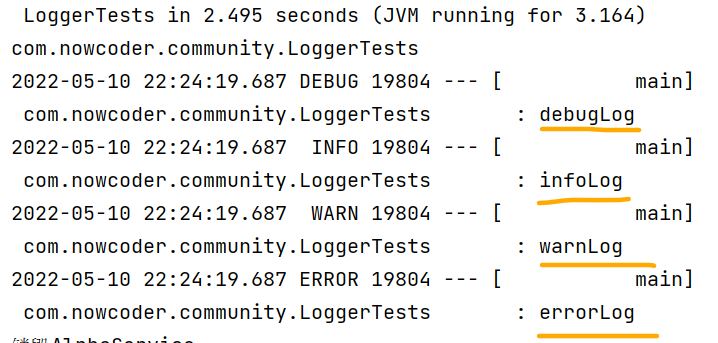 LoggerTests in 2.495 seconds (JVM running for 3.164)
com.nowcoder.community.LoggerTests
2022-05-10 22:24:19.687 DEBUG 19804 --- [           main]
com.nowcoder.community.LoggerTests       : debugLog
2022-05-10 22:24:19.687  INFO 19804 --- [           main]
com.nowcoder.community.LoggerTests       : infoLog
2022-05-10 22:24:19.687  WARN 19804 --- [           main]
com.nowcoder.community.LoggerTests       : warnLog
2022-05-10 22:24:19.687 ERROR 19804 --- [           main]
com.nowcoder.community.LoggerTests       : errorLog
AlphaService